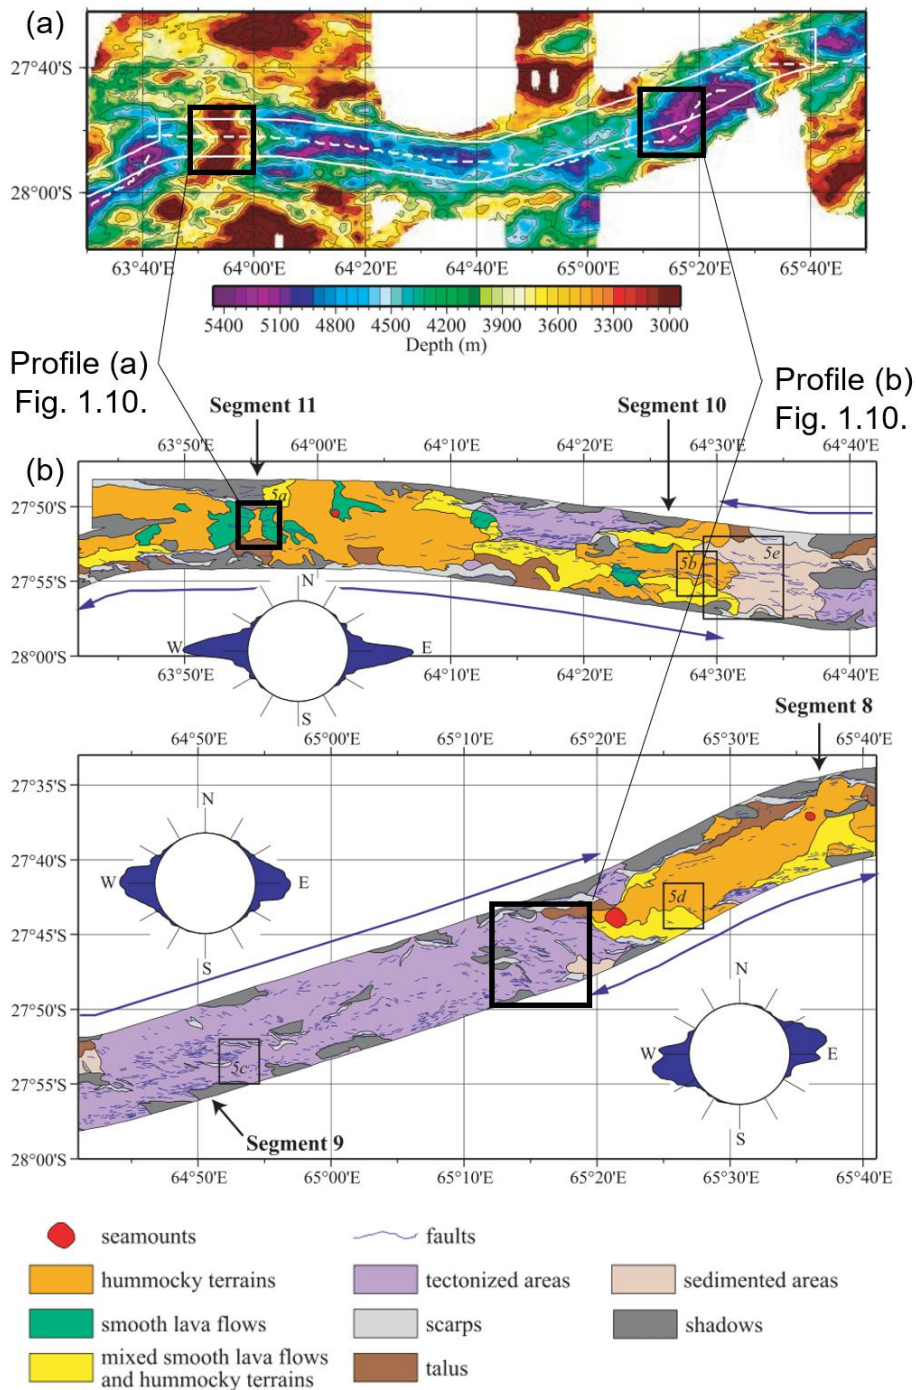 (a)
27°40'S
28°00'S
63°40'E 64°00'E 64°20'E 64°40'E 65°00'E 65°20'E 65°40'E
5400 5100 4800 4500 4200 3900 3600 3300 3000
Depth (m)
Profile (a)
Fig. 1.10.
Profile (b)
Fig. 1.10.
Segment 11
Segment 10
63°50'E 64°00'E 64°10'E 64°20'E 64°30'E 64°40'E
(b)
27°50'S
27°55'S
28°00'S
5a
5b
5e
N
W E
S
63°50'E 64°10'E 64°20'E 64°30'E 64°40'E
Segment 8
64°50'E 65°00'E 65°10'E 65°20'E 65°30'E 65°40'E
27°35'S
27°40'S
27°45'S
27°50'S
27°55'S
28°00'S
N
W E
S
5d
5c
N
W E
S
Segment 9
64°50'E 65°00'E 65°10'E 65°20'E 65°30'E 65°40'E
seamounts
faults
hummocky terrains
tectonized areas
sedimented areas
smooth lava flows
scarps
shadows
mixed smooth lava flows
and hummocky terrains
talus